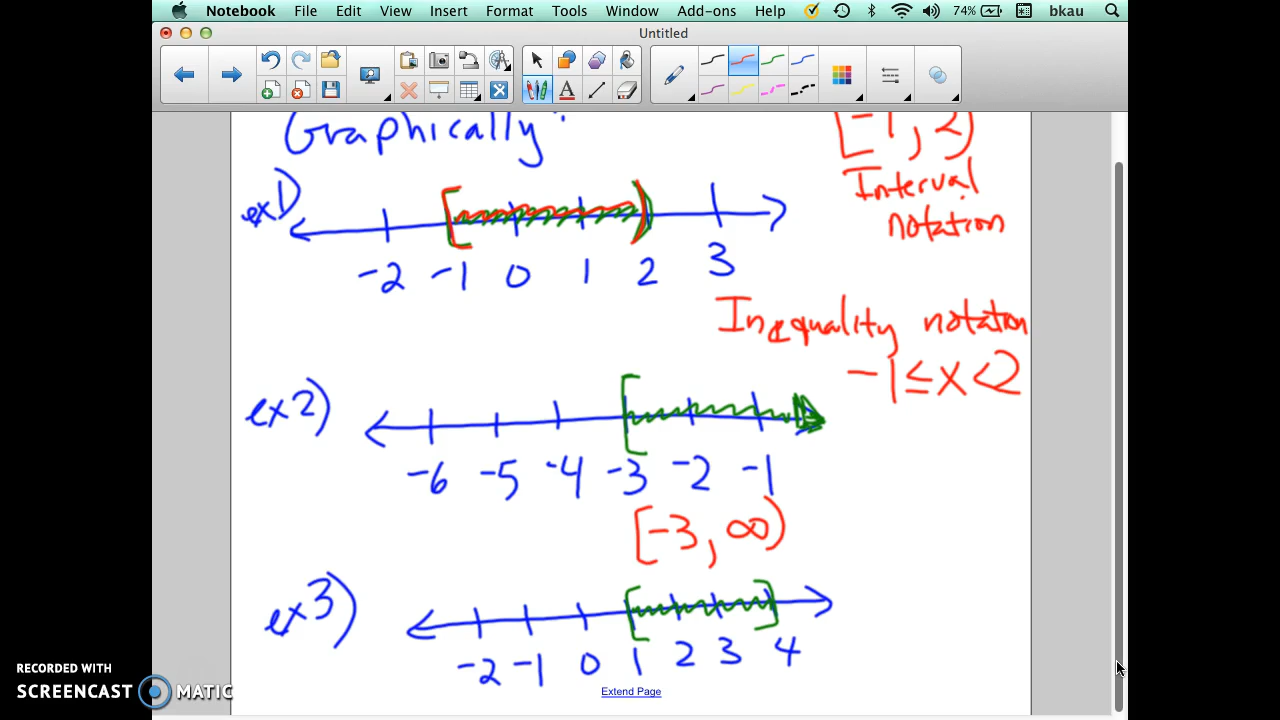 Notebook File Edit View Insert Format Tools Window Add-ons Help 74% bkau
Untitled
Graphically:
[-1, 2)
Interval
notation
ex1)
-2 -1 0 1 2 3
Inequality notation
-1 ≤ x < 2
ex2)
-6 -5 -4 -3 -2 -1
[-3, ∞)
ex3)
-2 -1 0 1 2 3 4
Extend Page
RECORDED WITH
SCREENCAST MATIC